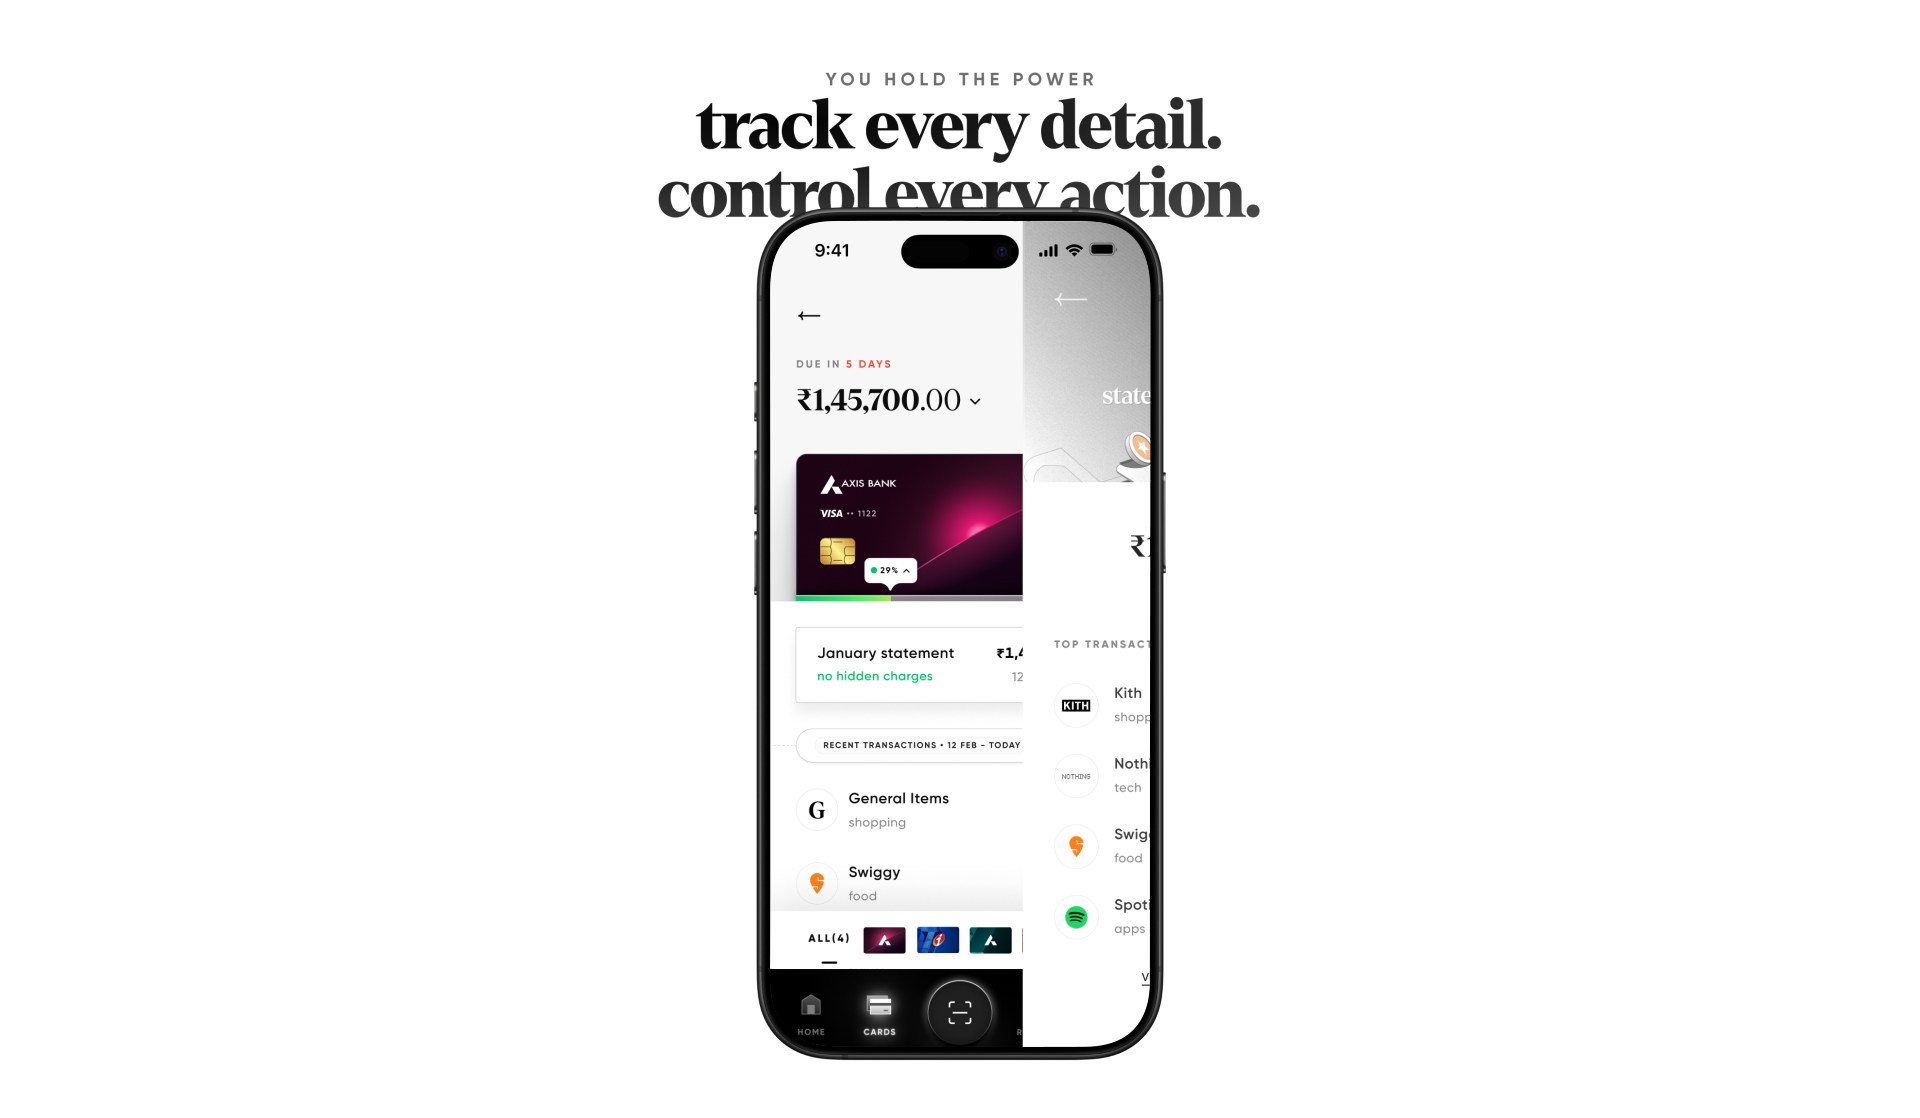 YOU HOLD THE POWER
track every detail.
control every action.
9:41
DUE IN 5 DAYS
₹1,45,700.00
AXIS BANK
VISA •• 1122
29%
January statement
₹1,4
no hidden charges
12
RECENT TRANSACTIONS • 12 FEB - TODAY
G
General Items
shopping
Swiggy
food
ALL(4)
HOME
CARDS
R
state
₹1
TOP TRANSACT
KITH
Kith
shopp
NOTHING
Nothi
tech
Swig
food
Spoti
apps
V